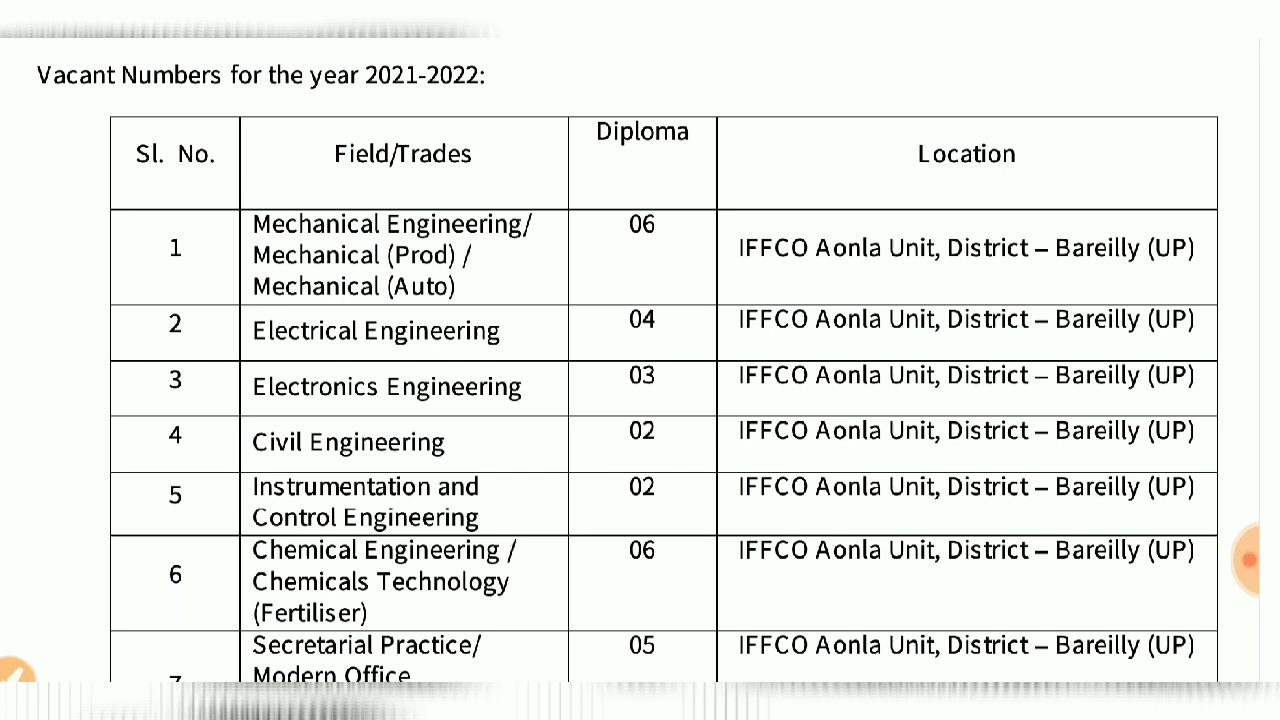 Vacant Numbers for the year 2021-2022:
Sl. No.
Field/Trades
Diploma
Location
1
Mechanical Engineering/
Mechanical (Prod) /
Mechanical (Auto)
06
IFFCO Aonla Unit, District – Bareilly (UP)
2
Electrical Engineering
04
IFFCO Aonla Unit, District – Bareilly (UP)
3
Electronics Engineering
03
IFFCO Aonla Unit, District – Bareilly (UP)
4
Civil Engineering
02
IFFCO Aonla Unit, District – Bareilly (UP)
5
Instrumentation and
Control Engineering
02
IFFCO Aonla Unit, District – Bareilly (UP)
6
Chemical Engineering /
Chemicals Technology
(Fertiliser)
06
IFFCO Aonla Unit, District – Bareilly (UP)
Secretarial Practice/
Modern Office
05
IFFCO Aonla Unit, District – Bareilly (UP)